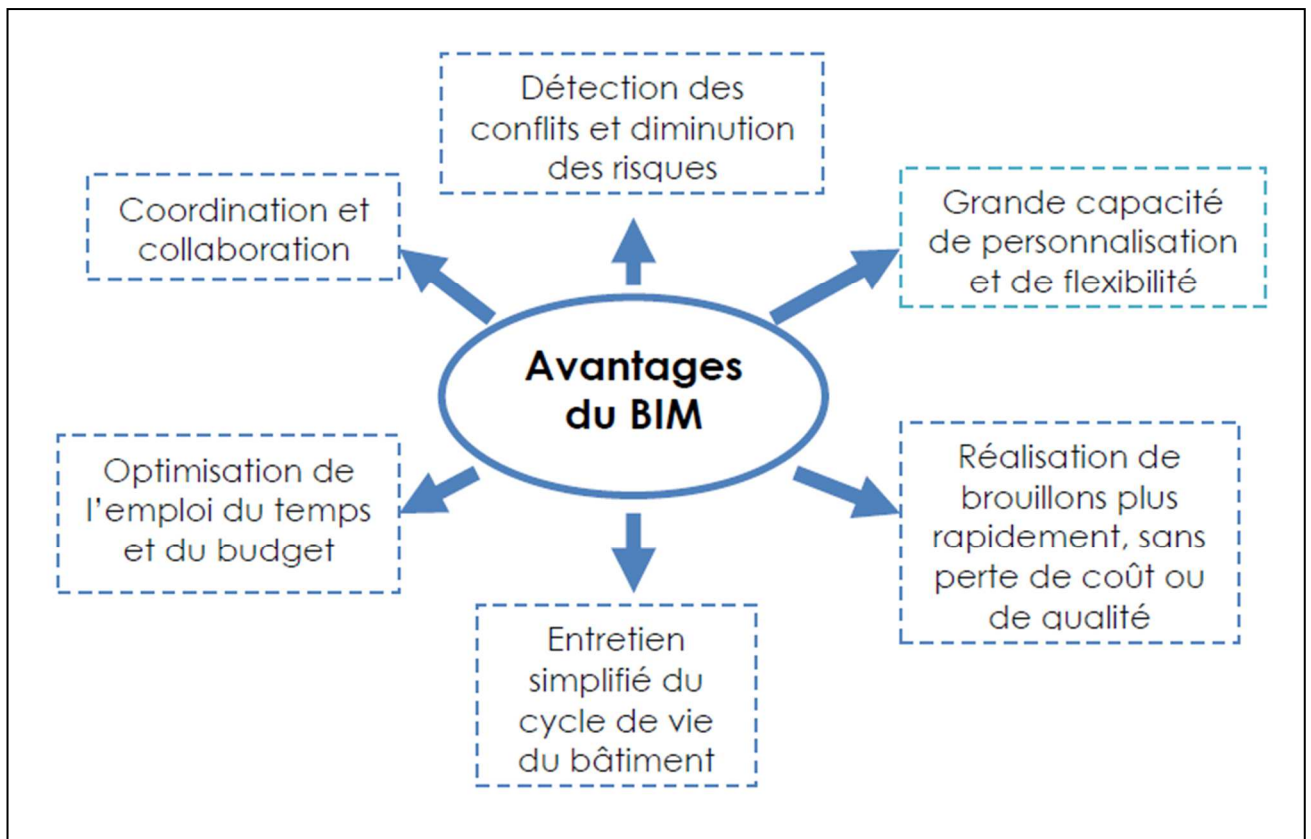 Détection des
conflits et diminution
des risques
Coordination et
collaboration
Grande capacité
de personnalisation
et de flexibilité
Avantages
du BIM
Optimisation de
l'emploi du temps
et du budget
Réalisation de
brouillons plus
rapidement, sans
perte de coût ou
de qualité
Entretien
simplifié du
cycle de vie
du bâtiment